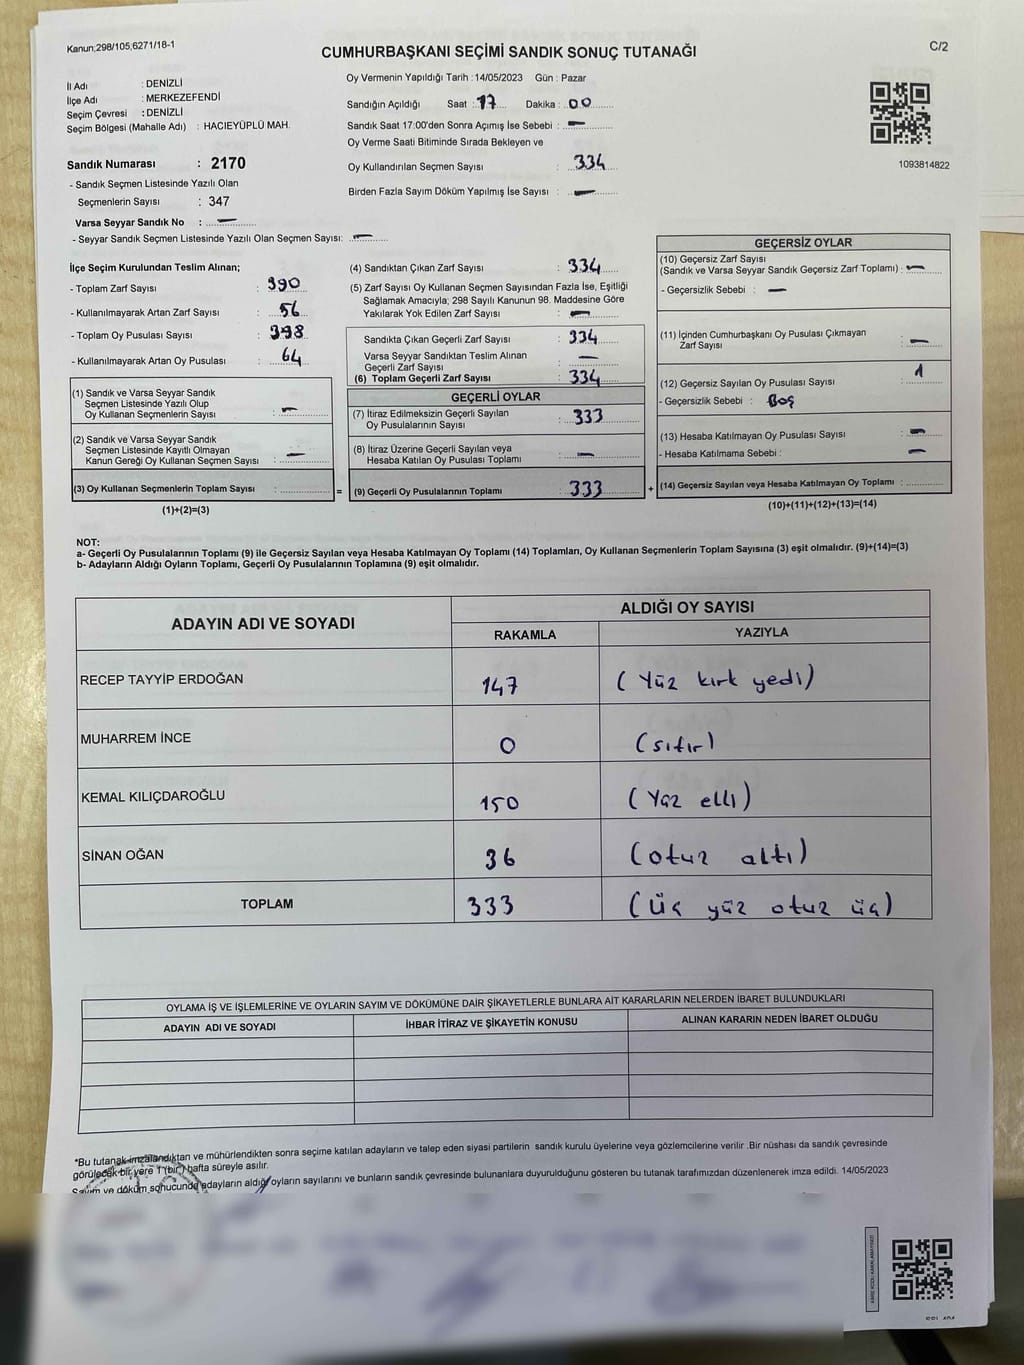 Kanun;298/105;6271/18-1
CUMHURBAŞKANI SEÇİMİ SANDIK SONUÇ TUTANAĞI
C/2
İl Adı : DENİZLİ
İlçe Adı : MERKEZEFENDİ
Seçim Çevresi : DENİZLİ
Seçim Bölgesi (Mahalle Adı) : HACIEYÜPLÜ MAH.
Sandık Numarası : 2170
- Sandık Seçmen Listesinde Yazılı Olan
Seçmenlerin Sayısı : 347
Varsa Seyyar Sandık No : —
- Seyyar Sandık Seçmen Listesinde Yazılı Olan Seçmen Sayısı: —
Oy Vermenin Yapıldığı Tarih : 14/05/2023 Gün : Pazar
Sandığın Açıldığı Saat : 17 Dakika : 00
Sandık Saat 17:00'den Sonra Açımış İse Sebebi : —
Oy Verme Saati Bitiminde Sırada Bekleyen ve
Oy Kullandırılan Seçmen Sayısı : 334
Birden Fazla Sayım Döküm Yapılmış İse Sayısı : —
1093814822
İlçe Seçim Kurulundan Teslim Alınan;
- Toplam Zarf Sayısı : 390
- Kullanılmayarak Artan Zarf Sayısı : 56
- Toplam Oy Pusulası Sayısı : 398
- Kullanılmayarak Artan Oy Pusulası : 64
(1) Sandık ve Varsa Seyyar Sandık
Seçmen Listesinde Yazılı Olup
Oy Kullanan Seçmenlerin Sayısı : —
(2) Sandık ve Varsa Seyyar Sandık
Seçmen Listesinde Kayıtlı Olmayan
Kanun Gereği Oy Kullanan Seçmen Sayısı : —
(3) Oy Kullanan Seçmenlerin Toplam Sayısı :
(1)+(2)=(3)
(4) Sandıktan Çıkan Zarf Sayısı : 334
(5) Zarf Sayısı Oy Kullanan Seçmen Sayısından Fazla İse, Eşitliği
Sağlamak Amacıyla; 298 Sayılı Kanunun 98. Maddesine Göre
Yakılarak Yok Edilen Zarf Sayısı : —
Sandıkta Çıkan Geçerli Zarf Sayısı : 334
Varsa Seyyar Sandıktan Teslim Alınan
Geçerli Zarf Sayısı : —
(6) Toplam Geçerli Zarf Sayısı : 334
GEÇERLİ OYLAR
(7) İtiraz Edilmeksizin Geçerli Sayılan
Oy Pusulalarının Sayısı : 333
(8) İtiraz Üzerine Geçerli Sayılan veya
Hesaba Katılan Oy Pusulası Toplamı : —
= (9) Geçerli Oy Pusulalarının Toplamı : 333 +
GEÇERSİZ OYLAR
(10) Geçersiz Zarf Sayısı
(Sandık ve Varsa Seyyar Sandık Geçersiz Zarf Toplamı) : —
- Geçersizlik Sebebi : —
(11) İçinden Cumhurbaşkanı Oy Pusulası Çıkmayan
Zarf Sayısı : —
(12) Geçersiz Sayılan Oy Pusulası Sayısı : 1
- Geçersizlik Sebebi : Boş
(13) Hesaba Katılmayan Oy Pusulası Sayısı : —
- Hesaba Katılmama Sebebi : —
(14) Geçersiz Sayılan veya Hesaba Katılmayan Oy Toplamı :
(10)+(11)+(12)+(13)=(14)
NOT:
a- Geçerli Oy Pusulalarının Toplamı (9) ile Geçersiz Sayılan veya Hesaba Katılmayan Oy Toplamı (14) Toplamları, Oy Kullanan Seçmenlerin Toplam Sayısına (3) eşit olmalıdır. (9)+(14)=(3)
b- Adayların Aldığı Oyların Toplamı, Geçerli Oy Pusulalarının Toplamına (9) eşit olmalıdır.
ADAYIN ADI VE SOYADI ALDIĞI OY SAYISI
RAKAMLA YAZIYLA
RECEP TAYYİP ERDOĞAN 147 (Yüz kırk yedi)
MUHARREM İNCE 0 (sıfır)
KEMAL KILIÇDAROĞLU 150 (Yüz elli)
SİNAN OĞAN 36 (otuz altı)
TOPLAM 333 (Üç yüz otuz üç)
OYLAMA İŞ VE İŞLEMLERİNE VE OYLARIN SAYIM VE DÖKÜMÜNE DAİR ŞİKAYETLERLE BUNLARA AİT KARARLARIN NELERDEN İBARET BULUNDUKLARI
ADAYIN ADI VE SOYADI İHBAR İTİRAZ VE ŞİKAYETİN KONUSU ALINAN KARARIN NEDEN İBARET OLDUĞU
*Bu tutanak imzalandıktan ve mühürlendikten sonra seçime katılan adayların ve talep eden siyasi partilerin sandık kurulu üyelerine veya gözlemcilerine verilir .Bir nüshası da sandık çevresinde
görülecek bir yere 1 (bir) hafta süreyle asılır.
Sayım ve döküm sonucunda adayların aldığı oyların sayılarını ve bunların sandık çevresinde bulunanlara duyurulduğunu gösteren bu tutanak tarafımızdan düzenlenerek imza edildi. 14/05/2023